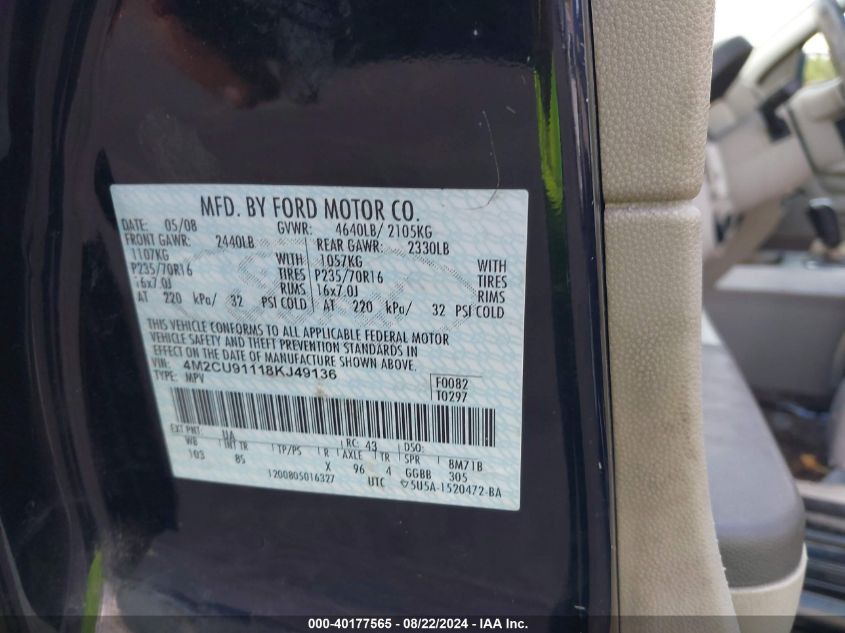 MFD. BY FORD MOTOR CO.
DATE: 05/08 GVWR: 4640LB/ 2105KG
FRONT GAWR: 2440LB REAR GAWR: 2330LB
1107KG WITH 1057KG WITH
P235/70R16 TIRES P235/70R16 TIRES
16x7.0J RIMS 16x7.0J RIMS
AT 220 kPa/ 32 PSI COLD AT 220 kPa/ 32 PSI COLD
THIS VEHICLE CONFORMS TO ALL APPLICABLE FEDERAL MOTOR
VEHICLE SAFETY AND THEFT PREVENTION STANDARDS IN
EFFECT ON THE DATE OF MANUFACTURE SHOWN ABOVE.
VIN: 4M2CU91118KJ49136
TYPE: MPV
F0082
T0297
EXT PNT: UA RC: 43 DSO:
WB INT TR TP/PS R AXLE TR SPR 8M71B
103 85 X 96 4 GGBB 305
1200805016327 UTC 5U5A-1520472-BA
000-40177565 - 08/22/2024 - IAA Inc.